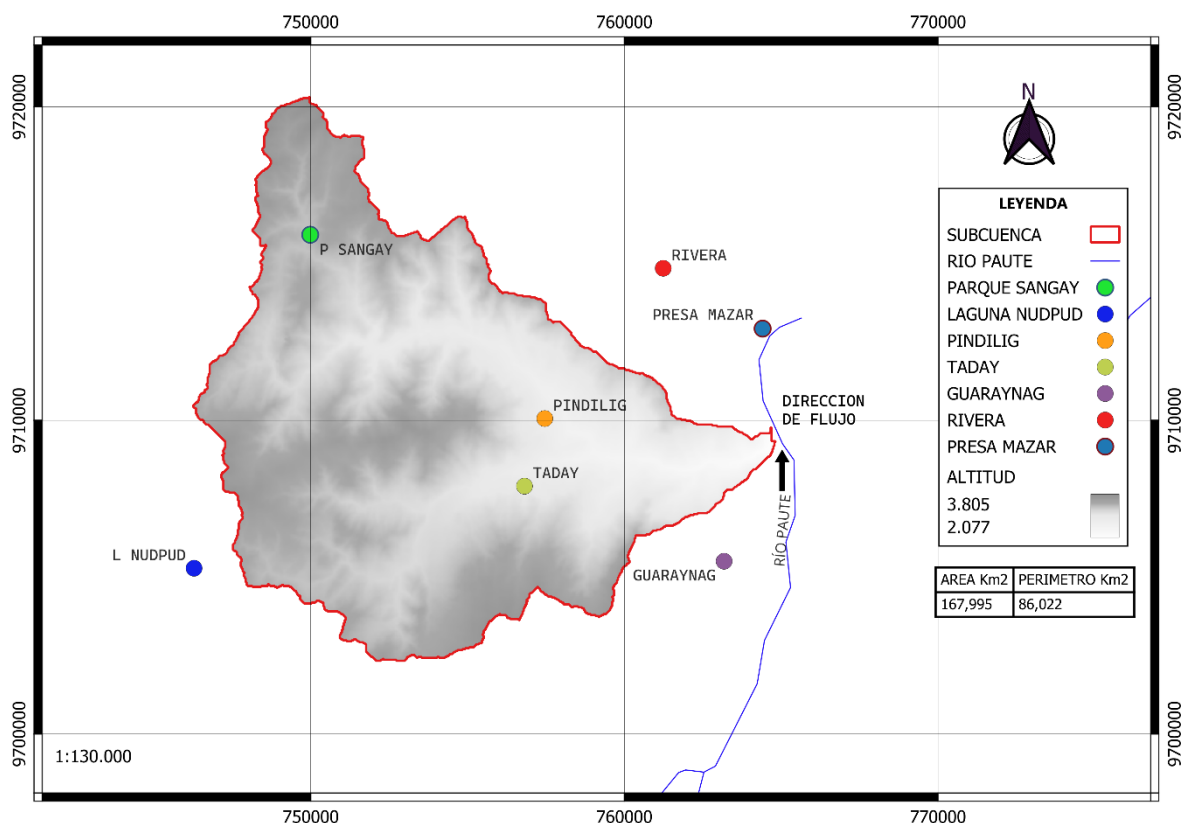 750000
760000
770000
9720000
9720000
N
LEYENDA
SUBCUENCA
RIO PAUTE
PARQUE SANGAY
LAGUNA NUDPUD
PINDILIG
TADAY
GUARAYNAG
RIVERA
PRESA MAZAR
ALTITUD
3.805
2.077
P SANGAY
RIVERA
PRESA MAZAR
PINDILIG
DIRECCION
DE FLUJO
9710000
9710000
TADAY
RÍO PAUTE
L NUDPUD
GUARAYNAG
AREA Km2 PERIMETRO Km2
167,995 86,022
9700000
9700000
1:130.000
750000
760000
770000